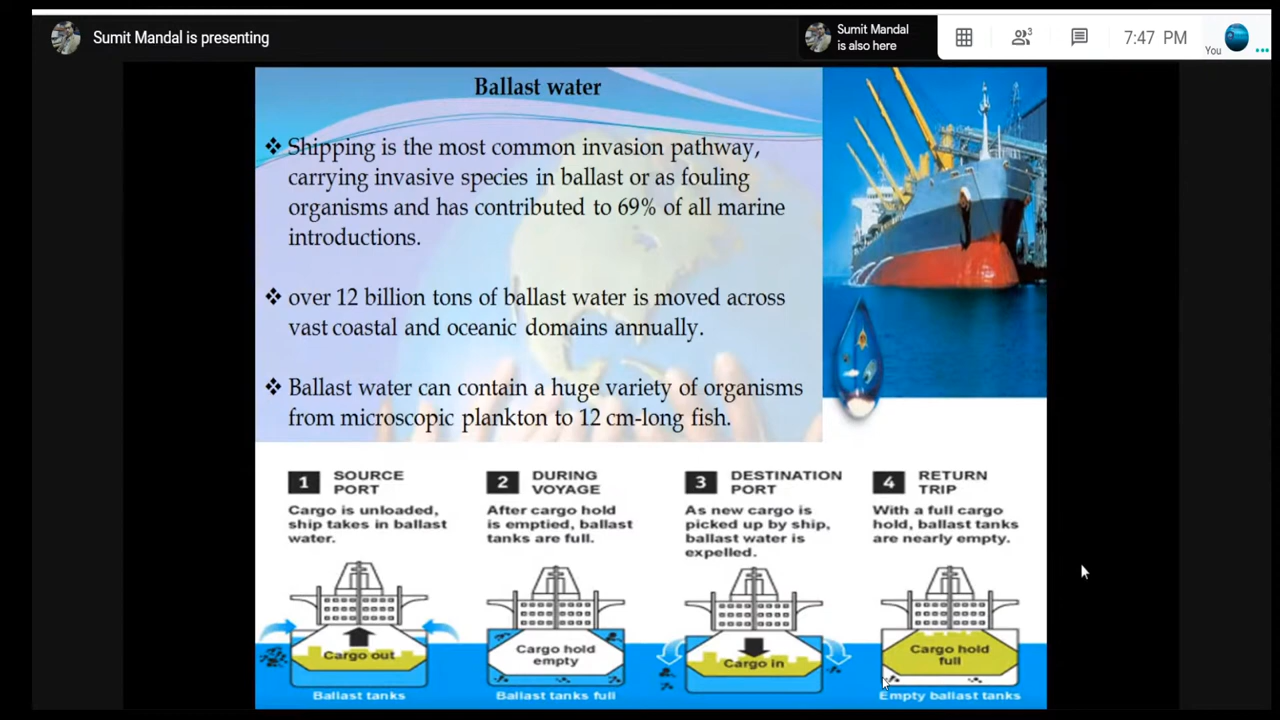 Sumit Mandal is presenting
Sumit Mandal
is also here
3
7:47 PM
You
Ballast water
❖ Shipping is the most common invasion pathway,
carrying invasive species in ballast or as fouling
organisms and has contributed to 69% of all marine
introductions.
❖ over 12 billion tons of ballast water is moved across
vast coastal and oceanic domains annually.
❖ Ballast water can contain a huge variety of organisms
from microscopic plankton to 12 cm-long fish.
1 SOURCE
PORT
Cargo is unloaded,
ship takes in ballast
water.
Cargo out
Ballast tanks
2 DURING
VOYAGE
After cargo hold
is emptied, ballast
tanks are full.
Cargo hold
empty
Ballast tanks full
3 DESTINATION
PORT
As new cargo is
picked up by ship,
ballast water is
expelled.
Cargo in
4 RETURN
TRIP
With a full cargo
hold, ballast tanks
are nearly empty.
Cargo hold
full
Empty ballast tanks